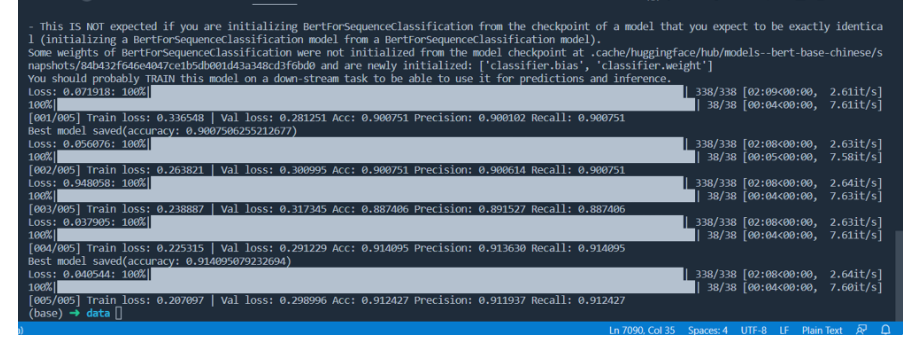 - This IS NOT expected if you are initializing BertForSequenceClassification from the checkpoint of a model that you expect to be exactly identica
l (initializing a BertForSequenceClassification model from a BertForSequenceClassification model).
Some weights of BertForSequenceClassification were not initialized from the model checkpoint at .cache/huggingface/hub/models--bert-base-chinese/s
napshots/84b432f646e4047ce1b5db001d43a348cd3f6bd0 and are newly initialized: ['classifier.bias', 'classifier.weight']
You should probably TRAIN this model on a down-stream task to be able to use it for predictions and inference.
Loss: 0.071918: 100%| | 338/338 [02:09<00:00, 2.61it/s]
100%| | 38/38 [00:04<00:00, 7.61it/s]
[001/005] Train loss: 0.336548 | Val loss: 0.281251 Acc: 0.900751 Precision: 0.900102 Recall: 0.900751
Best model saved(accuracy: 0.9007506255212677)
Loss: 0.056076: 100%| | 338/338 [02:08<00:00, 2.63it/s]
100%| | 38/38 [00:05<00:00, 7.58it/s]
[002/005] Train loss: 0.263821 | Val loss: 0.300995 Acc: 0.900751 Precision: 0.900614 Recall: 0.900751
Loss: 0.948058: 100%| | 338/338 [02:08<00:00, 2.64it/s]
100%| | 38/38 [00:04<00:00, 7.63it/s]
[003/005] Train loss: 0.238887 | Val loss: 0.317345 Acc: 0.887406 Precision: 0.891527 Recall: 0.887406
Loss: 0.037905: 100%| | 338/338 [02:08<00:00, 2.63it/s]
100%| | 38/38 [00:04<00:00, 7.61it/s]
[004/005] Train loss: 0.225315 | Val loss: 0.291229 Acc: 0.914095 Precision: 0.913630 Recall: 0.914095
Best model saved(accuracy: 0.914095079232694)
Loss: 0.040544: 100%| | 338/338 [02:08<00:00, 2.64it/s]
100%| | 38/38 [00:04<00:00, 7.60it/s]
[005/005] Train loss: 0.207097 | Val loss: 0.298996 Acc: 0.912427 Precision: 0.911937 Recall: 0.912427
(base) → data
Ln 7090, Col 35 Spaces: 4 UTF-8 LF Plain Text